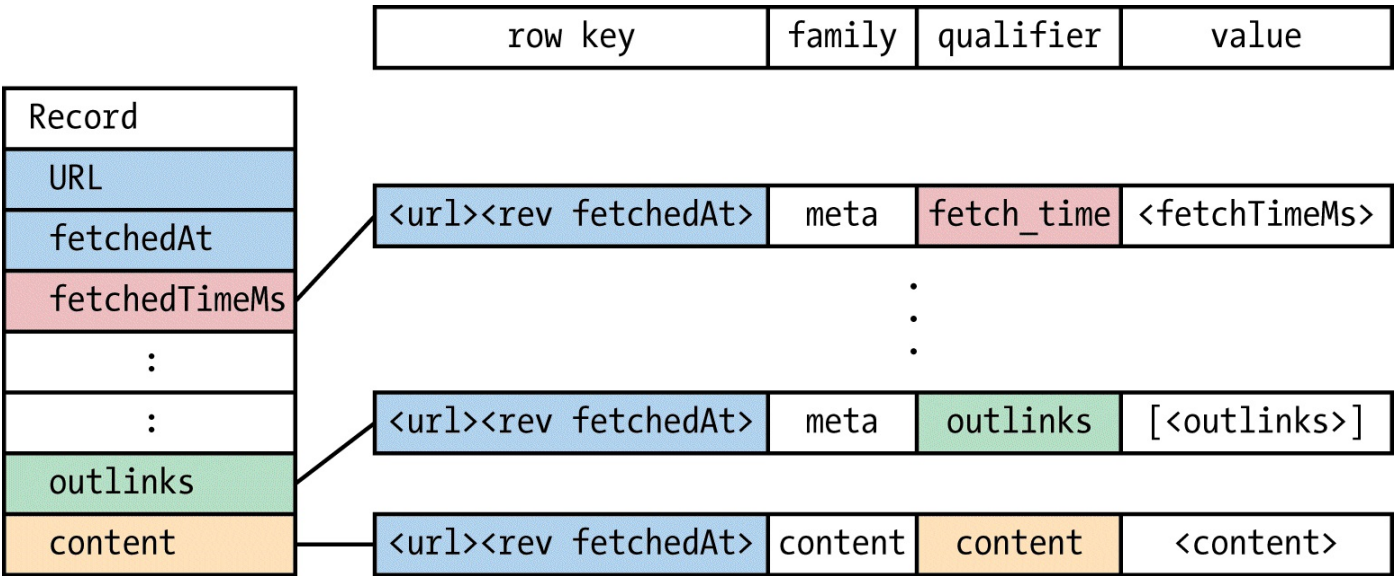 row key family qualifier value
Record
URL
fetchedAt
fetchedTimeMs
:
:
outlinks
content
<url><rev fetchedAt> meta fetch_time <fetchTimeMs>
.
.
.
<url><rev fetchedAt> meta outlinks [<outlinks>]
<url><rev fetchedAt> content content <content>